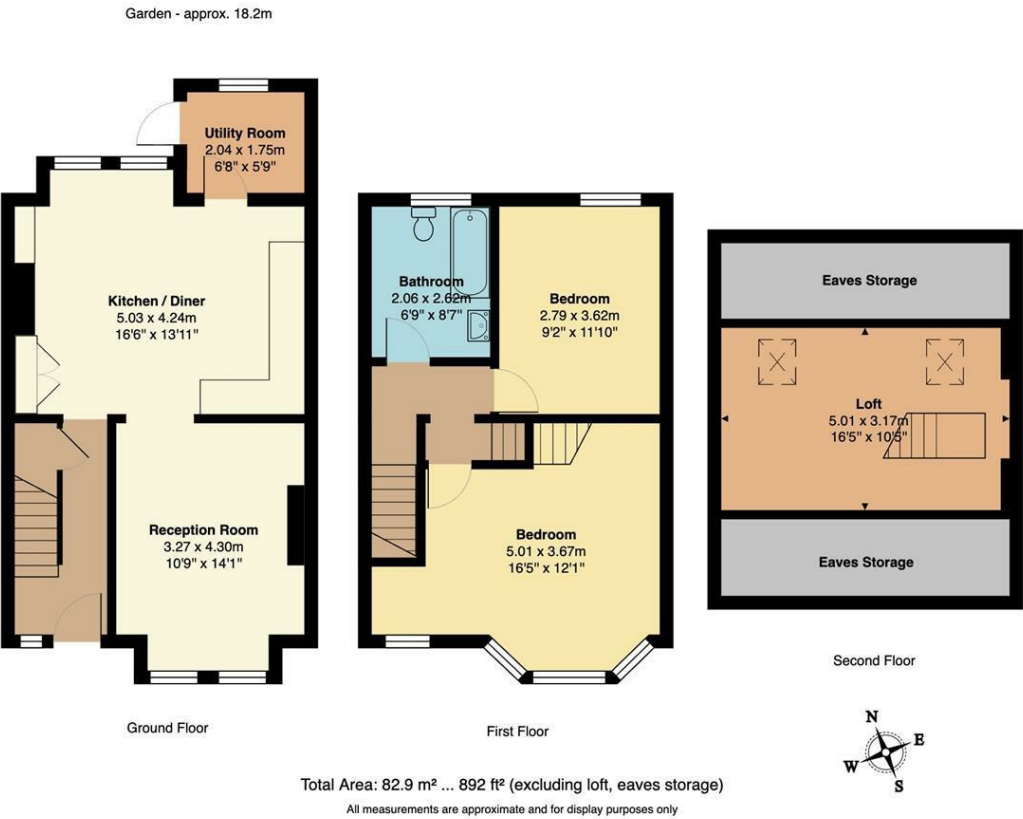 Garden - approx. 18.2m
Utility Room
2.04 x 1.75m
6'8" x 5'9"
Kitchen / Diner
5.03 x 4.24m
16'6" x 13'11"
Reception Room
3.27 x 4.30m
10'9" x 14'1"
Ground Floor
Bathroom
2.06 x 2.62m
6'9" x 8'7"
Bedroom
2.79 x 3.62m
9'2" x 11'10"
Bedroom
5.01 x 3.67m
16'5" x 12'1"
First Floor
Eaves Storage
Loft
5.01 x 3.17m
16'5" x 10'5"
Eaves Storage
Second Floor
N
E
W
S
Total Area: 82.9 m² ... 892 ft² (excluding loft, eaves storage)
All measurements are approximate and for display purposes only